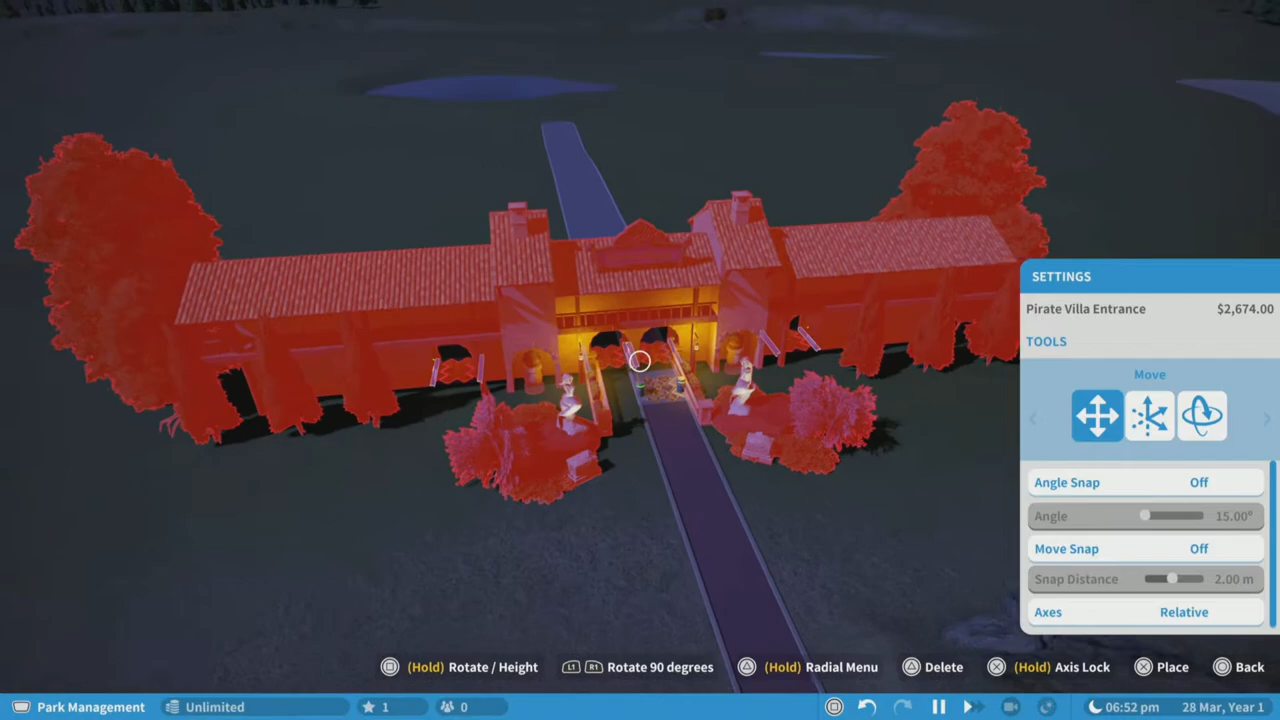 SETTINGS
Pirate Villa Entrance $2,674.00
TOOLS
Move
Angle Snap Off
Angle 15.00°
Move Snap Off
Snap Distance 2.00 m
Axes Relative
(Hold) Rotate / Height L1 R1 Rotate 90 degrees (Hold) Radial Menu Delete (Hold) Axis Lock Place Back
Park Management Unlimited 1 0 06:52 pm 28 Mar, Year 1